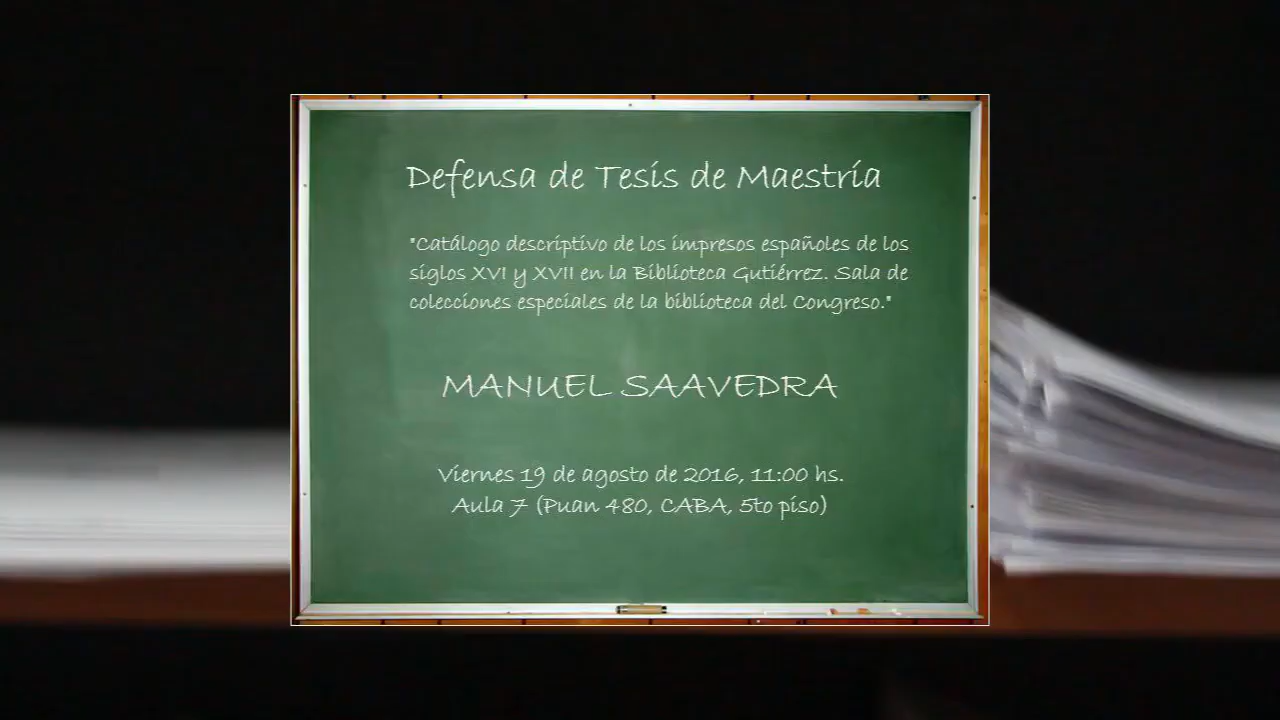 Defensa de Tesis de Maestría
"Catálogo descriptivo de los impresos españoles de los
siglos XVI y XVII en la Biblioteca Gutiérrez. Sala de
colecciones especiales de la biblioteca del Congreso."
MANUEL SAAVEDRA
Viernes 19 de agosto de 2016, 11:00 hs.
Aula 7 (Puan 480, CABA, 5to piso)